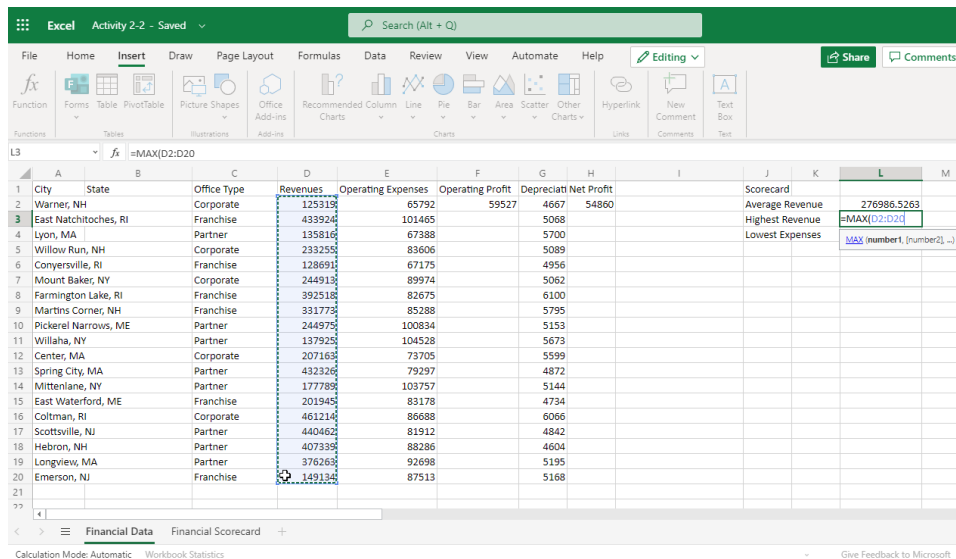 Excel Activity 2-2 - Saved Search (Alt + Q)
File Home Insert Draw Page Layout Formulas Data Review View Automate Help Editing Share Comments
Function Forms Table PivotTable Picture Shapes Office Add-ins Recommended Charts Column Line Pie Bar Area Scatter Other Charts Hyperlink New Comment Text Box
Functions Tables Illustrations Add-ins Charts Links Comments Text
L3 fx =MAX(D2:D20
A B C D E F G H I J K L M
1 City State Office Type Revenues Operating Expenses Operating Profit Depreciati Net Profit Scorecard
2 Warner, NH Corporate 125319 65792 59527 4667 54860 Average Revenue 276986.5263
3 East Natchitoches, RI Franchise 433924 101465 5068 Highest Revenue =MAX(D2:D20
4 Lyon, MA Partner 135816 67388 5700 Lowest Expenses MAX (number1, [number2], ...)
5 Willow Run, NH Corporate 233255 83606 5089
6 Conyersville, RI Franchise 128691 67175 4956
7 Mount Baker, NY Corporate 244913 89974 5062
8 Farmington Lake, RI Franchise 392518 82675 6100
9 Martins Corner, NH Franchise 331773 85288 5795
10 Pickerel Narrows, ME Partner 244975 100834 5153
11 Willaha, NY Partner 137925 104528 5673
12 Center, MA Corporate 207163 73705 5599
13 Spring City, MA Partner 432326 79297 4872
14 Mittenlane, NY Partner 177789 103757 5144
15 East Waterford, ME Franchise 201945 83178 4734
16 Coltman, RI Corporate 461214 86688 6066
17 Scottsville, NJ Partner 440462 81912 4842
18 Hebron, NH Partner 407339 88286 4604
19 Longview, MA Partner 376263 92698 5195
20 Emerson, NJ Franchise 149134 87513 5168
21
22
Financial Data Financial Scorecard
Calculation Mode: Automatic Workbook Statistics Give Feedback to Microsoft